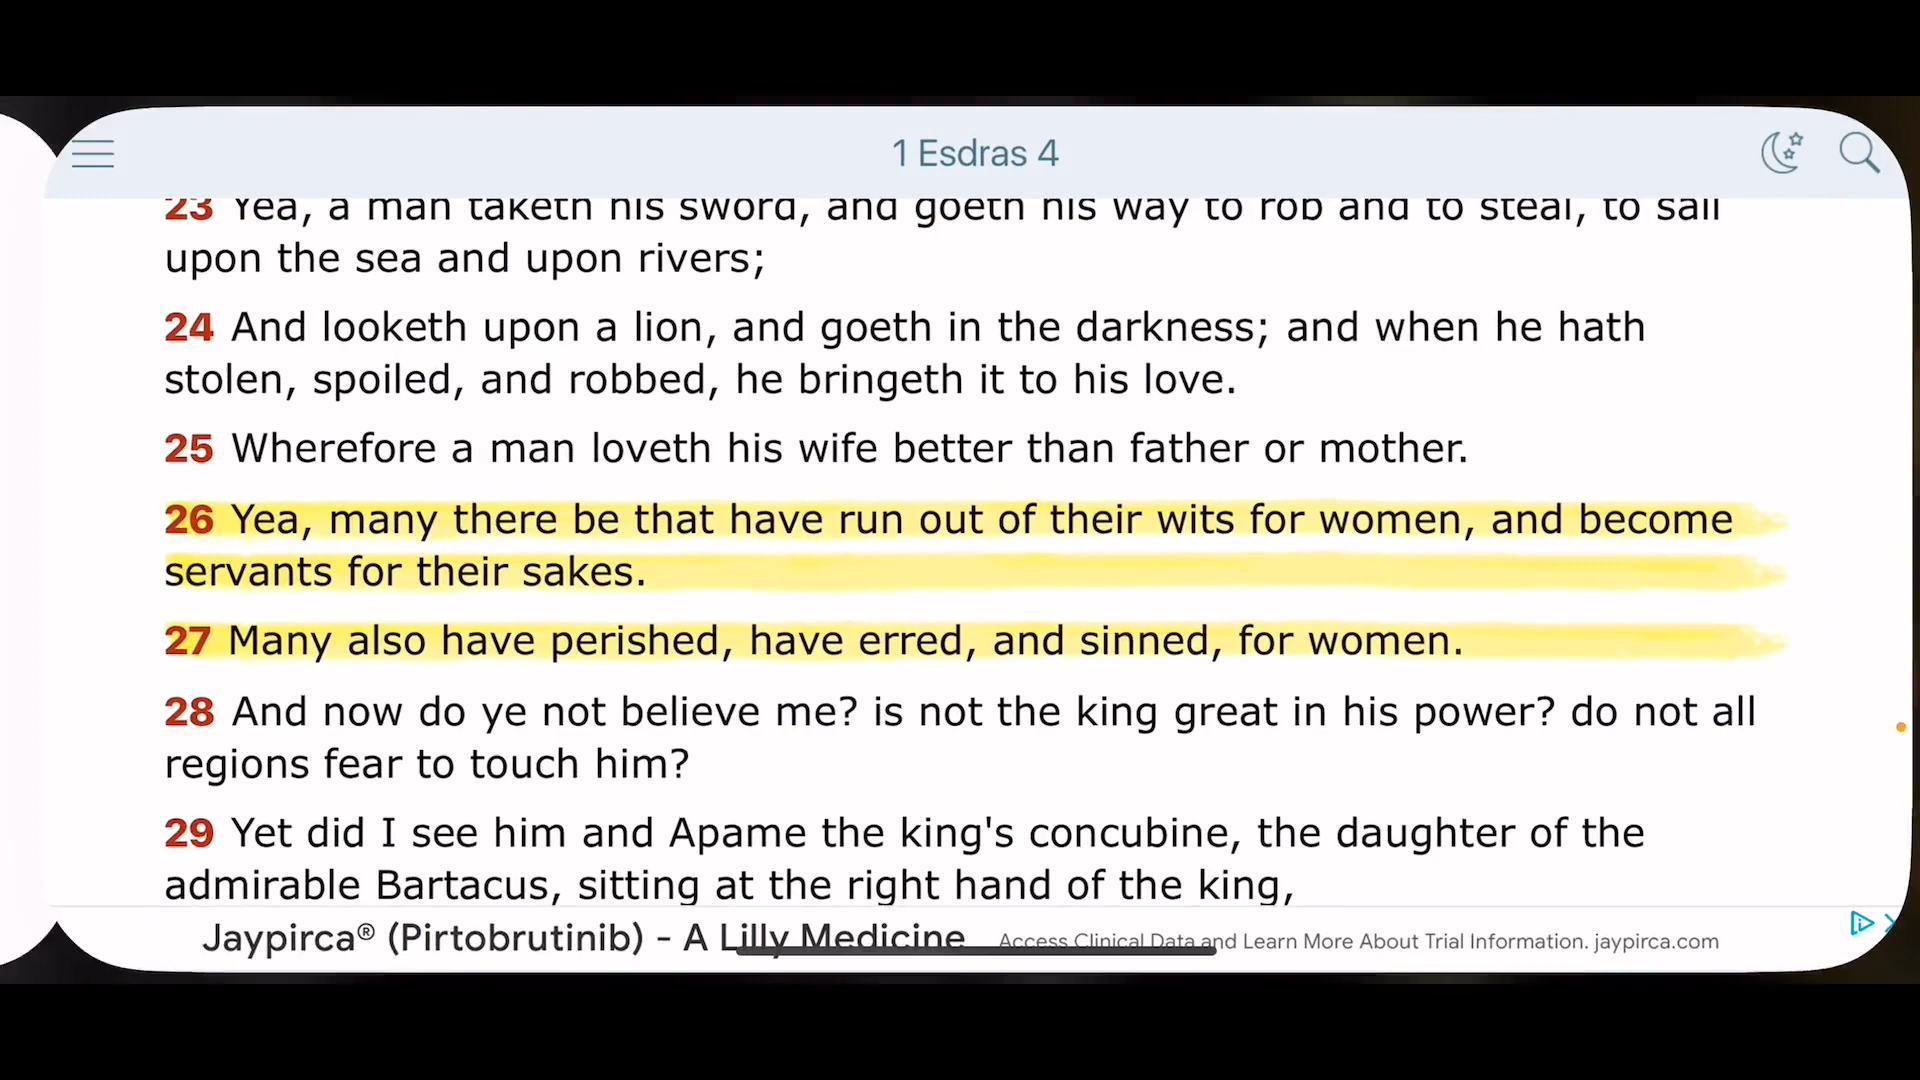 1 Esdras 4
23 Yea, a man taketh his sword, and goeth his way to rob and to steal, to sail
upon the sea and upon rivers;
24 And looketh upon a lion, and goeth in the darkness; and when he hath
stolen, spoiled, and robbed, he bringeth it to his love.
25 Wherefore a man loveth his wife better than father or mother.
26 Yea, many there be that have run out of their wits for women, and become
servants for their sakes.
27 Many also have perished, have erred, and sinned, for women.
28 And now do ye not believe me? is not the king great in his power? do not all
regions fear to touch him?
29 Yet did I see him and Apame the king's concubine, the daughter of the
admirable Bartacus, sitting at the right hand of the king,
Jaypirca® (Pirtobrutinib) - A Lilly Medicine Access Clinical Data and Learn More About Trial Information. jaypirca.com